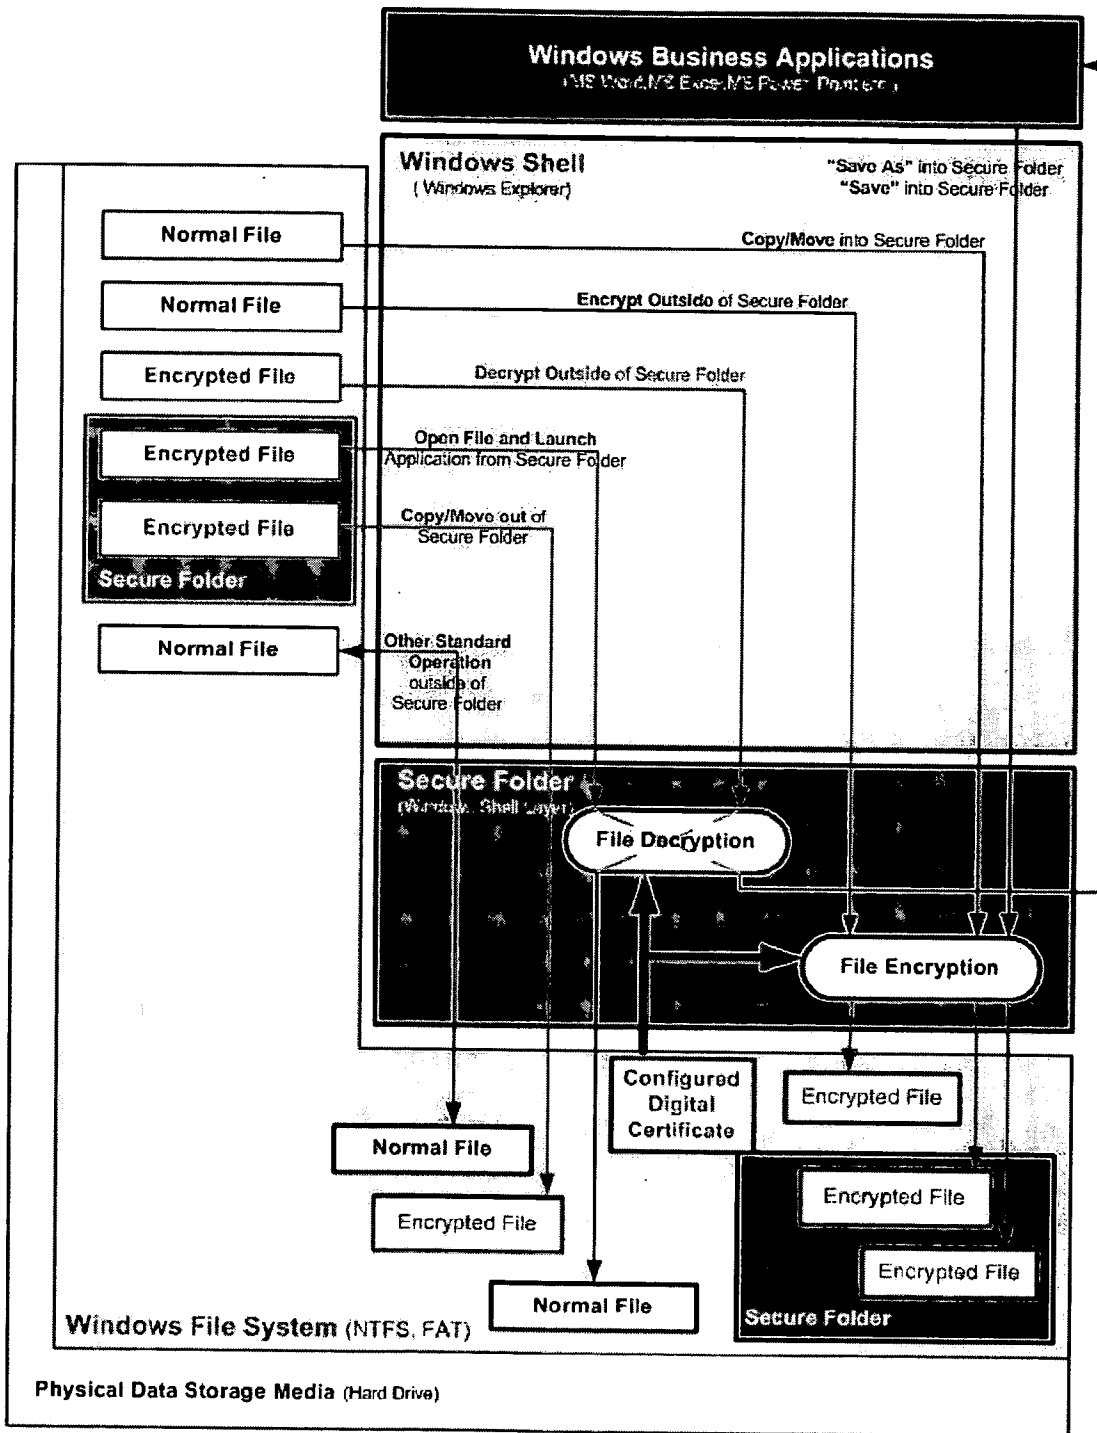 Windows Business Applications
Windows Shell
( Windows Explorer)
"Save As" into Secure Folder
"Save" into Secure Folder
Normal File
Copy/Move into Secure Folder
Normal File
Encrypt Outside of Secure Folder
Encrypted File
Decrypt Outside of Secure Folder
Encrypted File
Open File and Launch
Application from Secure Folder
Encrypted File
Copy/Move out of
Secure Folder
Secure Folder
Normal File
Other Standard
Operation
outside of
Secure Folder
Secure Folder
Shell Layer)
File Decryption
File Encryption
Configured
Digital
Certificate
Encrypted File
Normal File
Encrypted File
Encrypted File
Encrypted File
Normal File
Secure Folder
Windows File System (NTFS, FAT)
Physical Data Storage Media (Hard Drive)